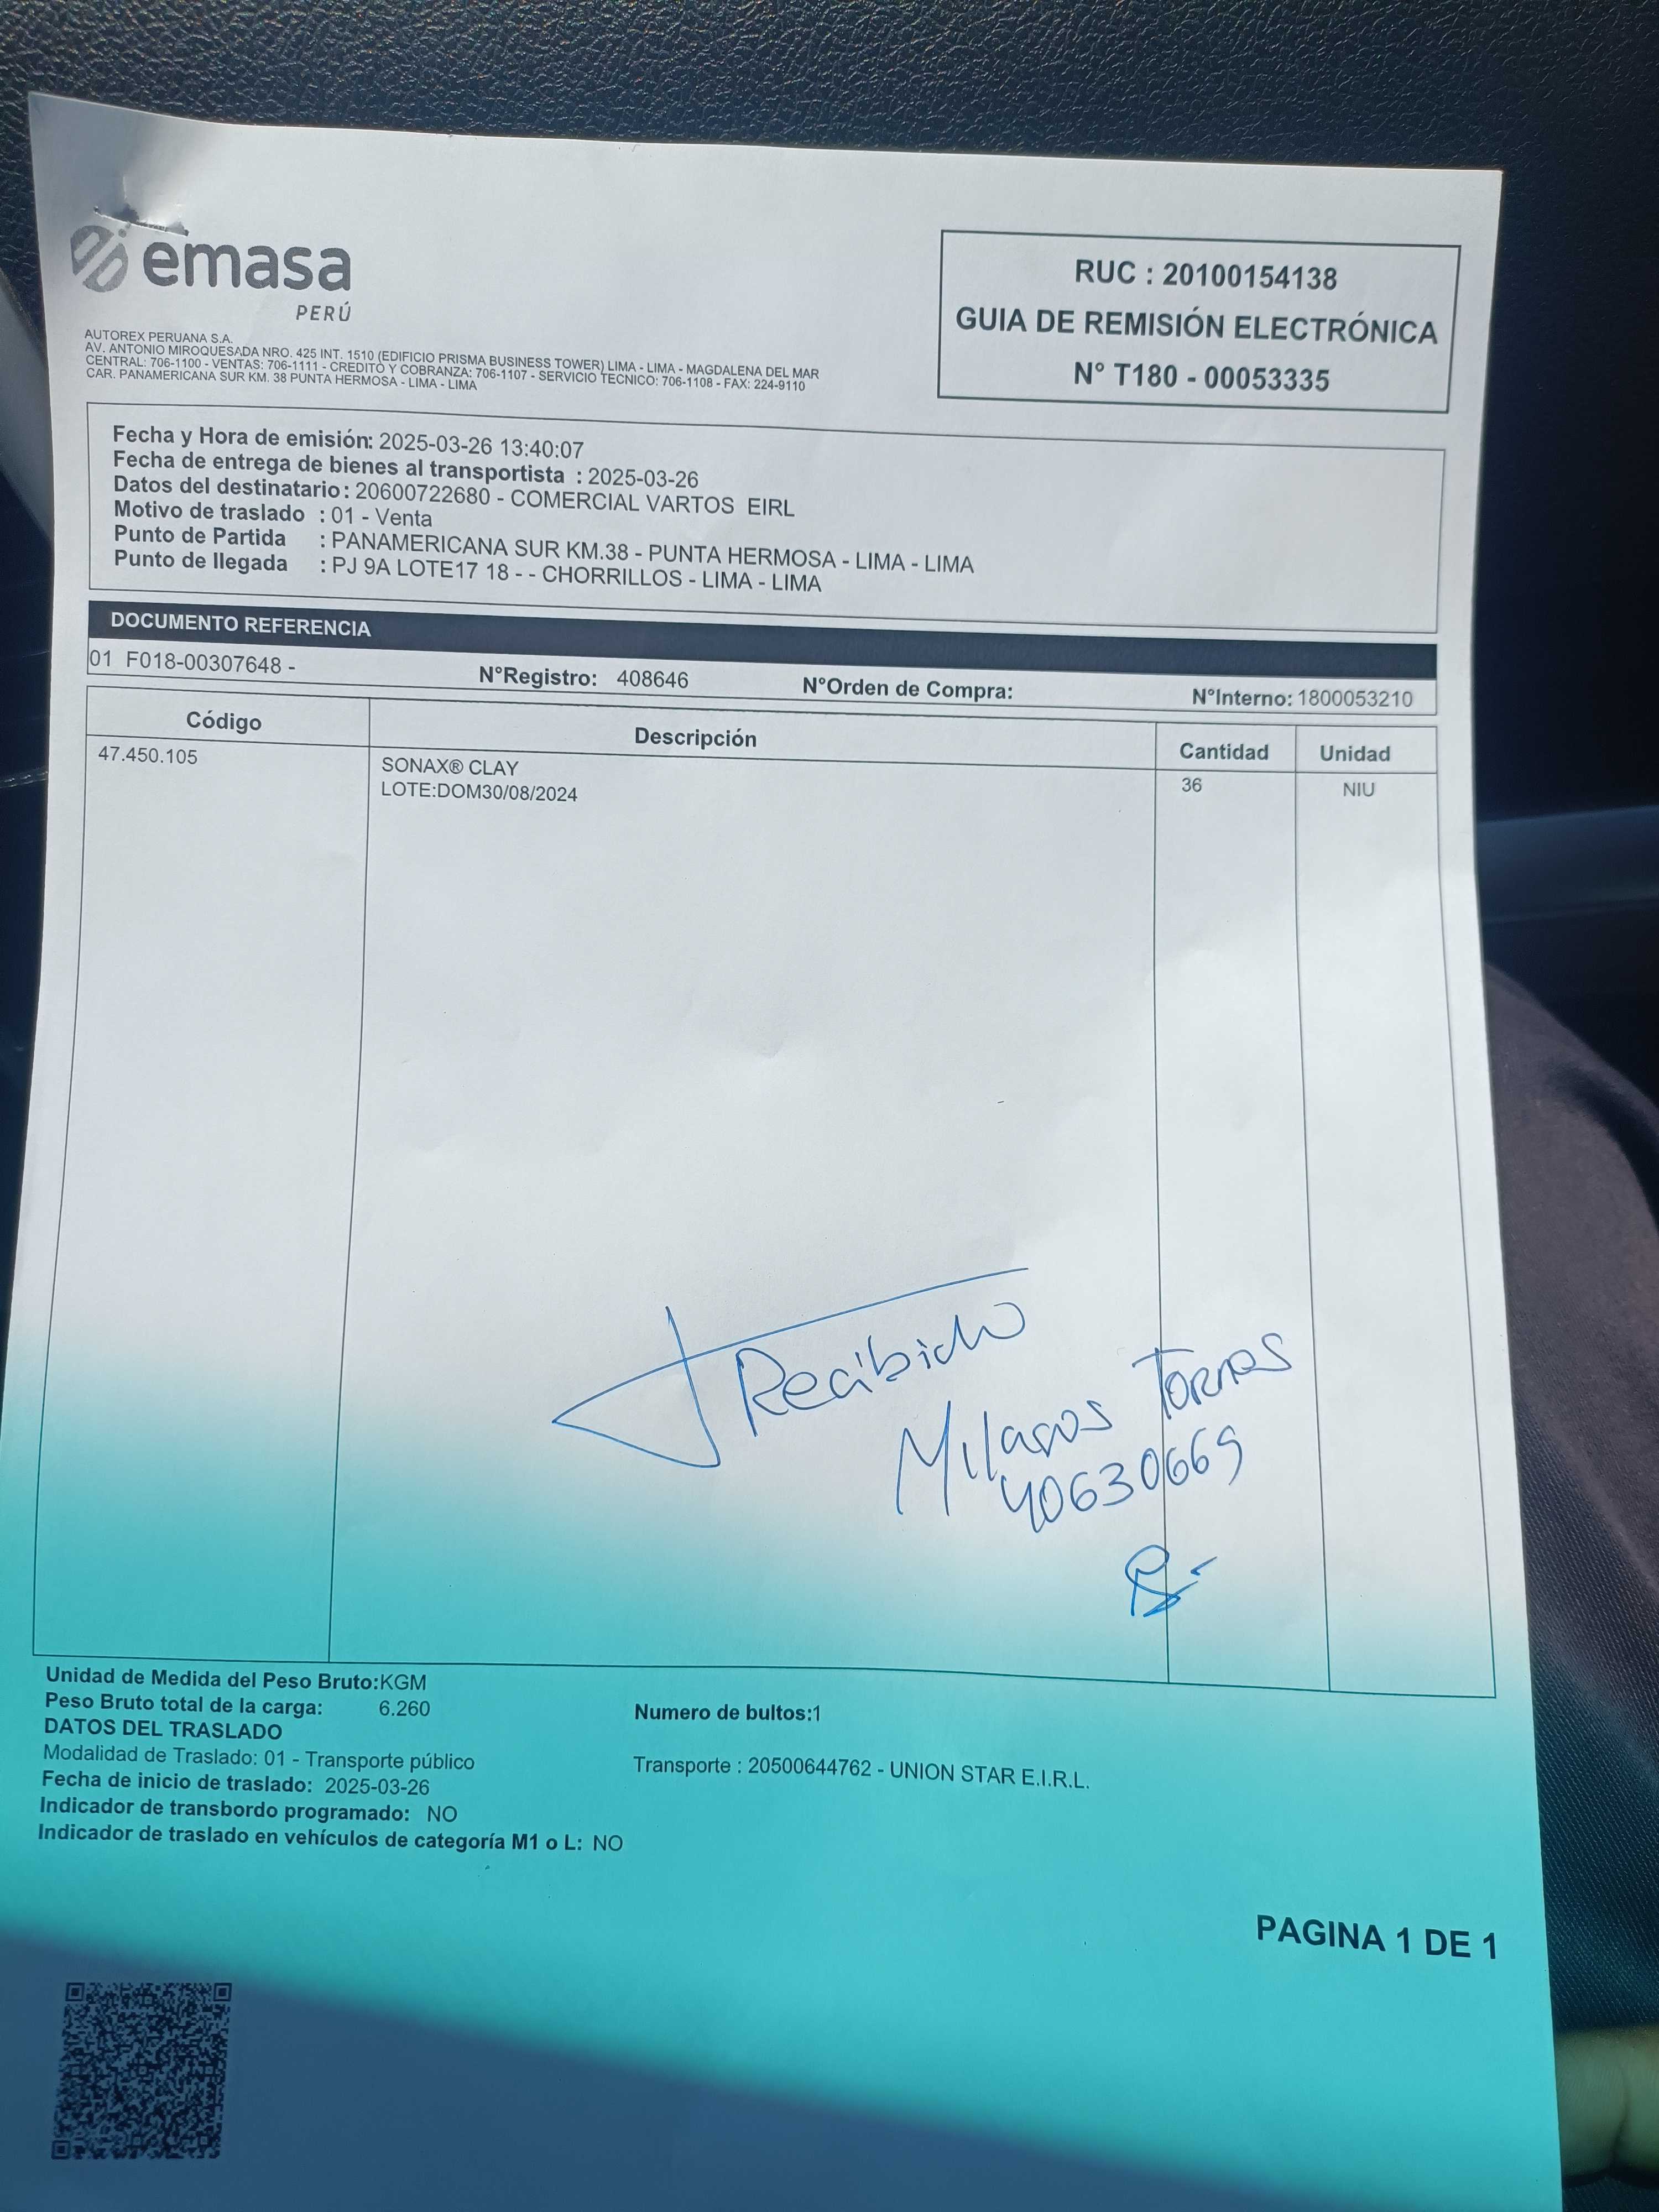 emasa
PERÚ
AUTOREX PERUANA S.A.
AV. ANTONIO MIROQUESADA NRO. 425 INT. 1510 (EDIFICIO PRISMA BUSINESS TOWER) LIMA - LIMA - MAGDALENA DEL MAR
CENTRAL: 706-1100 - VENTAS: 706-1111 - CREDITO Y COBRANZA: 706-1107 - SERVICIO TECNICO: 706-1108 - FAX: 224-9110
CAR. PANAMERICANA SUR KM. 38 PUNTA HERMOSA - LIMA - LIMA
RUC : 20100154138
GUIA DE REMISIÓN ELECTRÓNICA
N° T180 - 00053335
Fecha y Hora de emisión: 2025-03-26 13:40:07
Fecha de entrega de bienes al transportista : 2025-03-26
Datos del destinatario: 20600722680 - COMERCIAL VARTOS EIRL
Motivo de traslado : 01 - Venta
Punto de Partida : PANAMERICANA SUR KM.38 - PUNTA HERMOSA - LIMA - LIMA
Punto de llegada : PJ 9A LOTE17 18 - - CHORRILLOS - LIMA - LIMA
DOCUMENTO REFERENCIA
01 F018-00307648 - N°Registro: 408646 N°Orden de Compra: N°Interno: 1800053210
Código Descripción Cantidad Unidad
47.450.105 SONAX® CLAY 36 NIU
LOTE:DOM30/08/2024
Recibido
Milagros Torres
40630669
Unidad de Medida del Peso Bruto:KGM
Peso Bruto total de la carga: 6.260 Numero de bultos:1
DATOS DEL TRASLADO
Modalidad de Traslado: 01 - Transporte público Transporte : 20500644762 - UNION STAR E.I.R.L.
Fecha de inicio de traslado: 2025-03-26
Indicador de transbordo programado: NO
Indicador de traslado en vehículos de categoría M1 o L: NO
PAGINA 1 DE 1